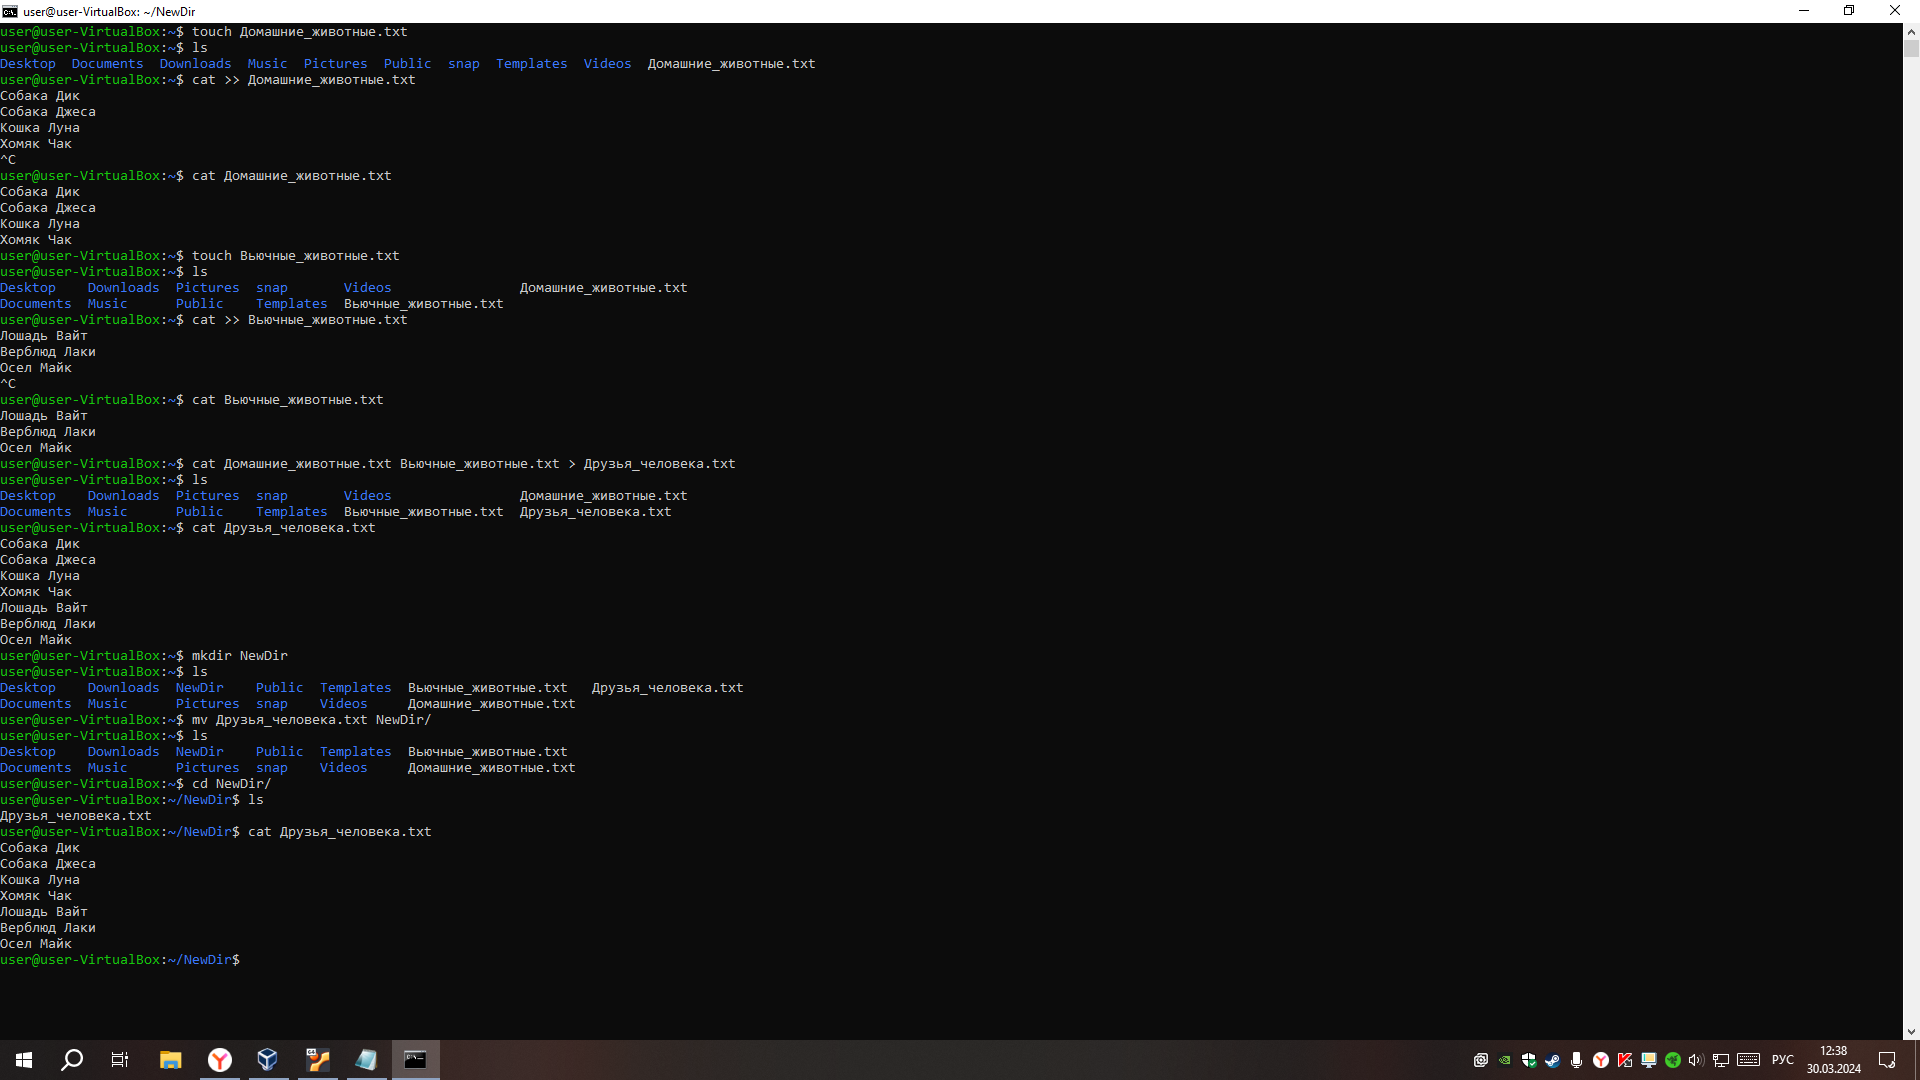 user@user-VirtualBox: ~/NewDir
user@user-VirtualBox:~$ touch Домашние_животные.txt
user@user-VirtualBox:~$ ls
Desktop  Documents  Downloads  Music  Pictures  Public  snap  Templates  Videos  Домашние_животные.txt
user@user-VirtualBox:~$ cat >> Домашние_животные.txt
Собака Дик
Собака Джеса
Кошка Луна
Хомяк Чак
^C
user@user-VirtualBox:~$ cat Домашние_животные.txt
Собака Дик
Собака Джеса
Кошка Луна
Хомяк Чак
user@user-VirtualBox:~$ touch Вьючные_животные.txt
user@user-VirtualBox:~$ ls
Desktop    Downloads  Pictures  snap       Videos                Домашние_животные.txt
Documents  Music      Public    Templates  Вьючные_животные.txt
user@user-VirtualBox:~$ cat >> Вьючные_животные.txt
Лошадь Вайт
Верблюд Лаки
Осел Майк
^C
user@user-VirtualBox:~$ cat Вьючные_животные.txt
Лошадь Вайт
Верблюд Лаки
Осел Майк
user@user-VirtualBox:~$ cat Домашние_животные.txt Вьючные_животные.txt > Друзья_человека.txt
user@user-VirtualBox:~$ ls
Desktop    Downloads  Pictures  snap       Videos                Домашние_животные.txt
Documents  Music      Public    Templates  Вьючные_животные.txt  Друзья_человека.txt
user@user-VirtualBox:~$ cat Друзья_человека.txt
Собака Дик
Собака Джеса
Кошка Луна
Хомяк Чак
Лошадь Вайт
Верблюд Лаки
Осел Майк
user@user-VirtualBox:~$ mkdir NewDir
user@user-VirtualBox:~$ ls
Desktop    Downloads  NewDir    Public  Templates  Вьючные_животные.txt   Друзья_человека.txt
Documents  Music      Pictures  snap    Videos     Домашние_животные.txt
user@user-VirtualBox:~$ mv Друзья_человека.txt NewDir/
user@user-VirtualBox:~$ ls
Desktop    Downloads  NewDir    Public  Templates  Вьючные_животные.txt
Documents  Music      Pictures  snap    Videos     Домашние_животные.txt
user@user-VirtualBox:~$ cd NewDir/
user@user-VirtualBox:~/NewDir$ ls
Друзья_человека.txt
user@user-VirtualBox:~/NewDir$ cat Друзья_человека.txt
Собака Дик
Собака Джеса
Кошка Луна
Хомяк Чак
Лошадь Вайт
Верблюд Лаки
Осел Майк
user@user-VirtualBox:~/NewDir$
РУС
12:38
30.03.2024